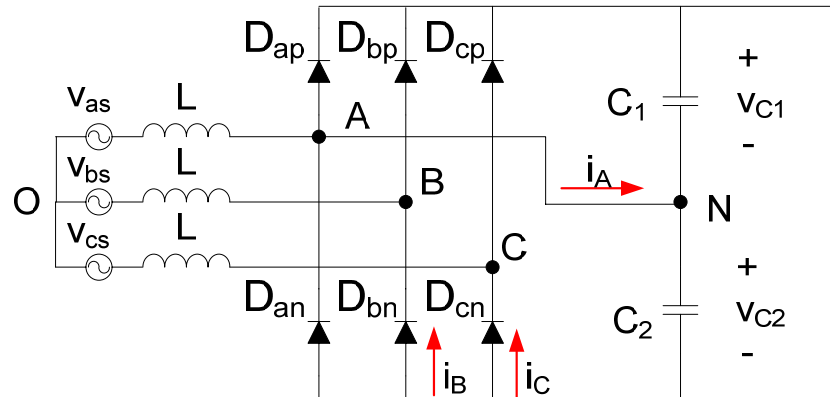 Dap Dbp Dcp
vas L A C1 + vC1 -
vbs L B iA
O N
vcs L C
Dan Dbn Dcn C2 + vC2 -
iB iC